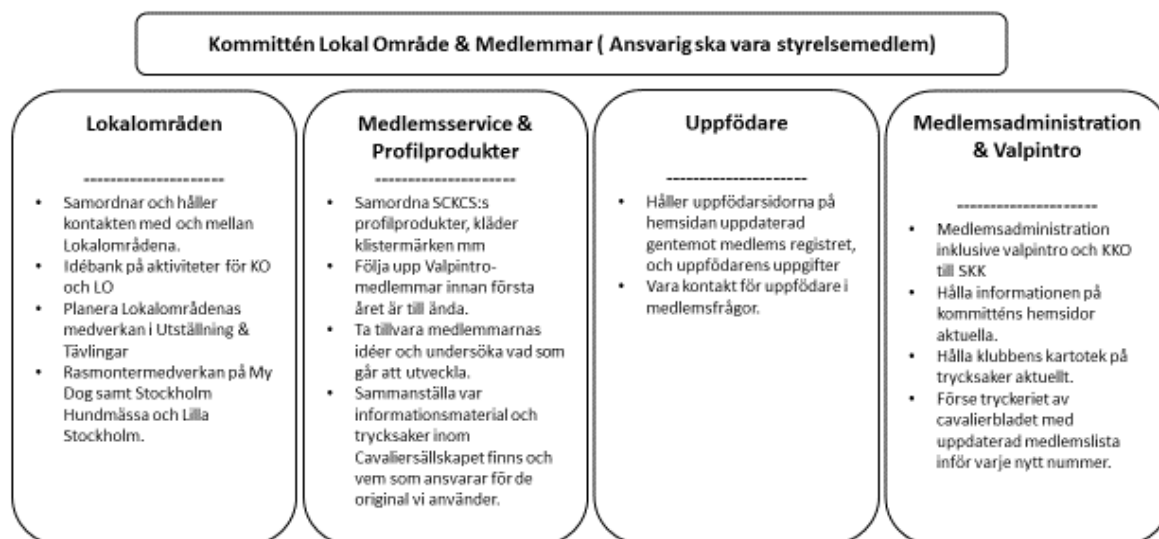 Kommittén Lokal Område & Medlemmar ( Ansvarig ska vara styrelsemedlem)
Lokalområden
----------------------
• Samordnar och håller
kontakten med och mellan
Lokalområdena.
• Idébank på aktiviteter för KO
och LO
• Planera Lokalområdenas
medverkan i Utställning &
Tävlingar
• Rasmontermedverkan på My
Dog samt Stockholm
Hundmässa och Lilla
Stockholm.
Medlemsservice &
Profilprodukter
----------------------
• Samordna SCKCS:s
profilprodukter, kläder
klistermärken mm
• Följa upp Valpintro-
medlemmar innan första
året är till ända.
• Ta tillvara medlemmarnas
idéer och undersöka vad som
går att utveckla.
• Sammanställa var
informationsmaterial och
trycksaker inom
Cavaliersällskapet finns och
vem som ansvarar för de
original vi använder.
Uppfödare
----------------------
• Håller uppfödarsidorna på
hemsidan uppdaterad
gentemot medlems registret,
och uppfödarens uppgifter
• Vara kontakt för uppfödare i
medlemsfrågor.
Medlemsadministration
& Valpintro
----------------------
• Medlemsadministration
inklusive valpintro och KKO
till SKK
• Hålla informationen på
kommitténs hemsidor
aktuella.
• Hålla klubbens kartotek på
trycksaker aktuellt.
• Förse tryckeriet av
cavalierbladet med
uppdaterad medlemslista
inför varje nytt nummer.